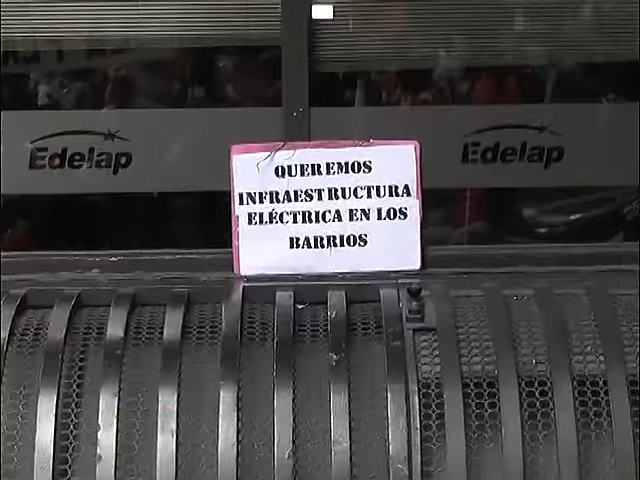 Edelap
Edelap
QUEREMOS
INFRAESTRUCTURA
ELÉCTRICA EN LOS
BARRIOS